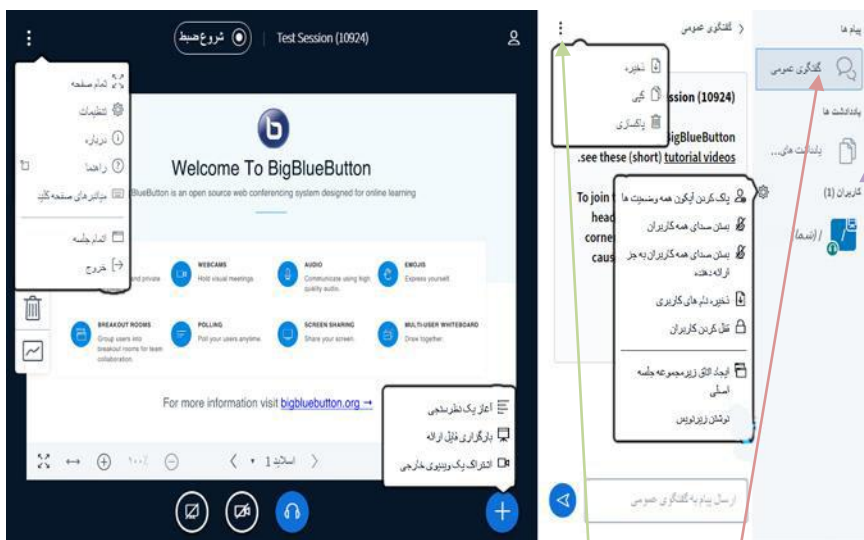 پیام ها
گفتگوی عمومی
یادداشت ها
یادداشت های...
کاربران (1)
(شما)
گفتگوی عمومی
ذخیره
کپی
پاکسازی
ssion (10924)
igBlueButton
see these (short) tutorial videos.
To join t
head
corne
caus
پاک کردن آیکون همه وضعیت ها
بستن صدای همه کاربران
بستن صدای همه کاربران به جز
ارائه دهنده
ذخیره نام های کاربری
قفل کردن کاربران
ایجاد اتاق زیرمجموعه جلسه
اصلی
نوشتن زیرنویس
ارسال پیام به گفتگوی عمومی
Test Session (10924)
شروع ضبط
تمام صفحه
تنظیمات
درباره
راهنما
میانبرهای صفحه کلید
اتمام جلسه
خروج
Welcome To BigBlueButton
BlueButton is an open source web conferencing system designed for online learning
and private
WEBCAMS
Hold visual meetings.
AUDIO
Communicate using high
quality audio.
EMOJIS
Express yourself.
BREAKOUT ROOMS
Group users into
breakout rooms for team
collaboration.
POLLING
Poll your users anytime.
SCREEN SHARING
Share your screen.
MULTI-USER WHITEBOARD
Draw together.
For more information visit bigbluebutton.org →
آغاز یک نظرسنجی
بارگزاری فایل ارائه
اشتراک یک ویدیوی خارجی
اسلاید 1
۱۰۰٪